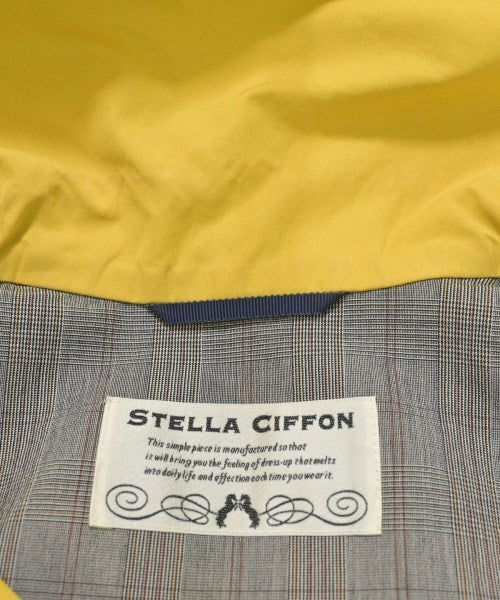 STELLA CIFFON
This simple piece is manufactured so that
it will bring you the feeling of dress-up that melts
into daily life and affection each time you wear it.